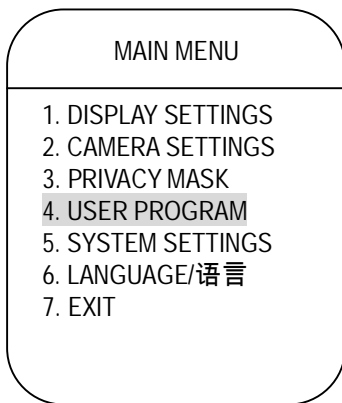 MAIN MENU
1. DISPLAY SETTINGS
2. CAMERA SETTINGS
3. PRIVACY MASK
4. USER PROGRAM
5. SYSTEM SETTINGS
6. LANGUAGE/语言
7. EXIT